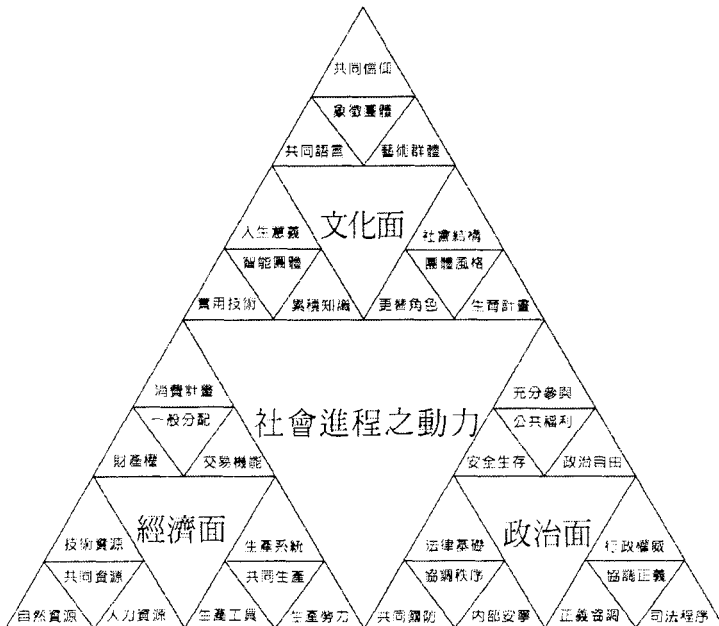 共同信仰
象徵團體
共同語言 藝術群體
文化面
人生意義 社會結構
智能團體 團體風格
實用技術 累積知識 更替角色 生育計畫
消費計畫 充分參與
一般分配 公共福利
社會進程之動力
財產權 交易機能 安全生存 政治自由
經濟面 政治面
技術資源 生產系統 法律基礎 行政權威
共同資源 共同生產 協調秩序 協議正義
自然資源 人力資源 生產工具 生產勞力 共同國防 內部安寧 正義協調 司法程序